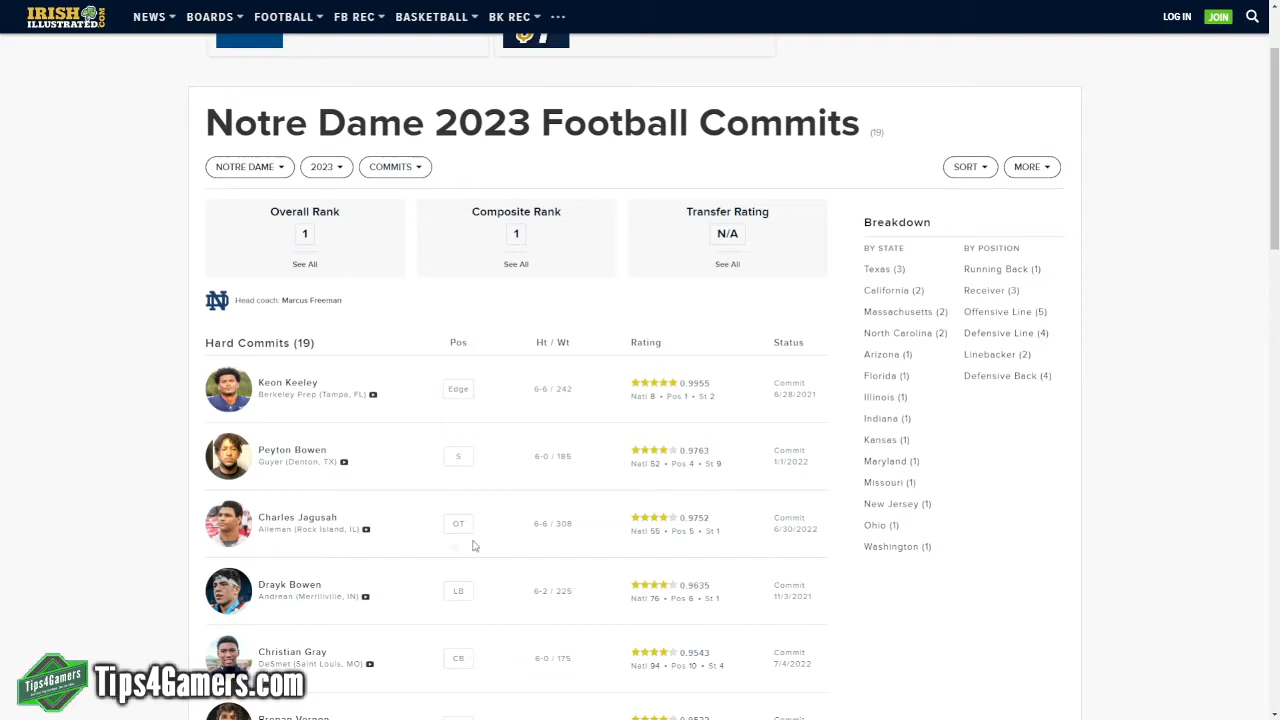 IRISH
ILLUSTRATED.COM
NEWS
BOARDS
FOOTBALL
FB REC
BASKETBALL
BK REC
LOG IN
JOIN
Notre Dame 2023 Football Commits (19)
NOTRE DAME
2023
COMMITS
SORT
MORE
Overall Rank
1
See All
Composite Rank
1
See All
Transfer Rating
N/A
See All
Head coach: Marcus Freeman
Hard Commits (19) Pos Ht / Wt Rating Status
Keon Keeley
Berkeley Prep (Tampa, FL)
Edge
6-6 / 242
0.9955
Natl 8 • Pos 1 • St 2
Commit
6/28/2021
Peyton Bowen
Guyer (Denton, TX)
S
6-0 / 185
0.9763
Natl 52 • Pos 4 • St 9
Commit
1/1/2022
Charles Jagusah
Alleman (Rock Island, IL)
OT
6-6 / 308
0.9752
Natl 55 • Pos 5 • St 1
Commit
6/30/2022
Drayk Bowen
Andrean (Merrillville, IN)
LB
6-2 / 225
0.9635
Natl 76 • Pos 6 • St 1
Commit
11/3/2021
Christian Gray
DeSmet (Saint Louis, MO)
CB
6-0 / 175
0.9543
Natl 94 • Pos 10 • St 4
Commit
7/4/2022
Brenan Vernon
Breakdown
BY STATE
Texas (3)
California (2)
Massachusetts (2)
North Carolina (2)
Arizona (1)
Florida (1)
Illinois (1)
Indiana (1)
Kansas (1)
Maryland (1)
Missouri (1)
New Jersey (1)
Ohio (1)
Washington (1)
BY POSITION
Running Back (1)
Receiver (3)
Offensive Line (5)
Defensive Line (4)
Linebacker (2)
Defensive Back (4)
Tips4Gamers
Tips4Gamers.com